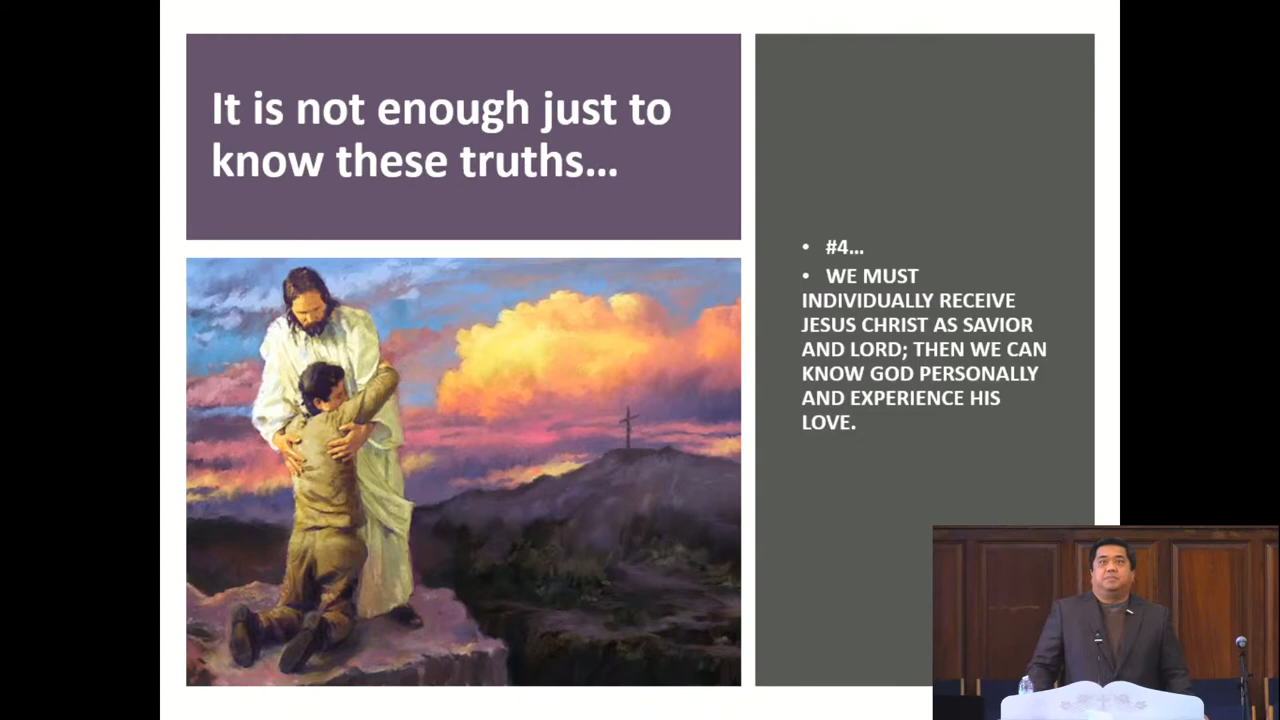 It is not enough just to
know these truths...
• #4...
• WE MUST
INDIVIDUALLY RECEIVE
JESUS CHRIST AS SAVIOR
AND LORD; THEN WE CAN
KNOW GOD PERSONALLY
AND EXPERIENCE HIS
LOVE.